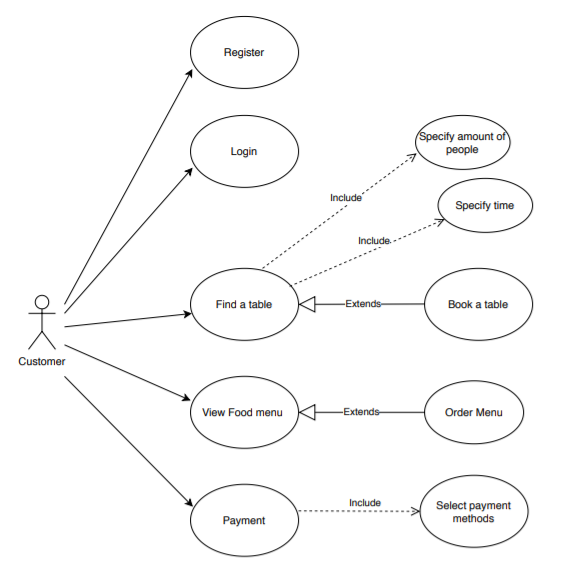 Register
Login
Specify amount of
people
Include
Specify time
Include
Find a table
Extends
Book a table
Customer
View Food menu
Extends
Order Menu
Payment
Include
Select payment
methods